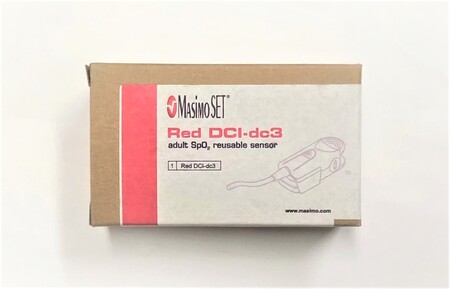 Masimo SET®
Red DCI-dc3
adult SpO₂ reusable sensor
1 Red DCI-dc3
www.masimo.com